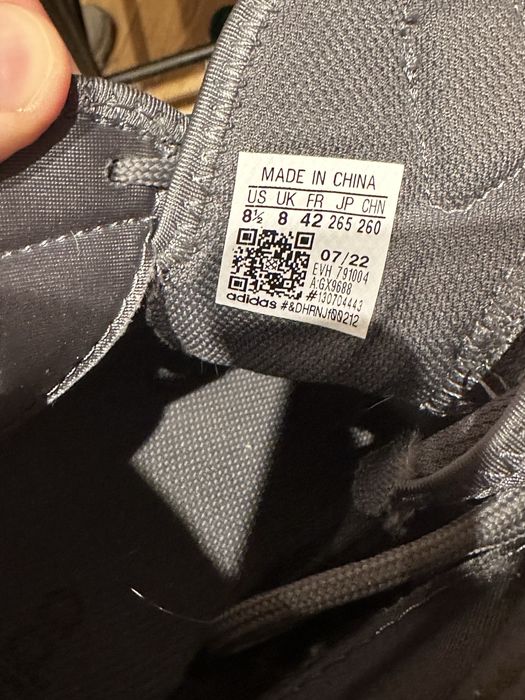 MADE IN CHINA
US UK FR JP CHN
8½ 8 42 265 260
07/22
EVH 791004
A:GX9688
#130704443
adidas #&DHRNJ100212